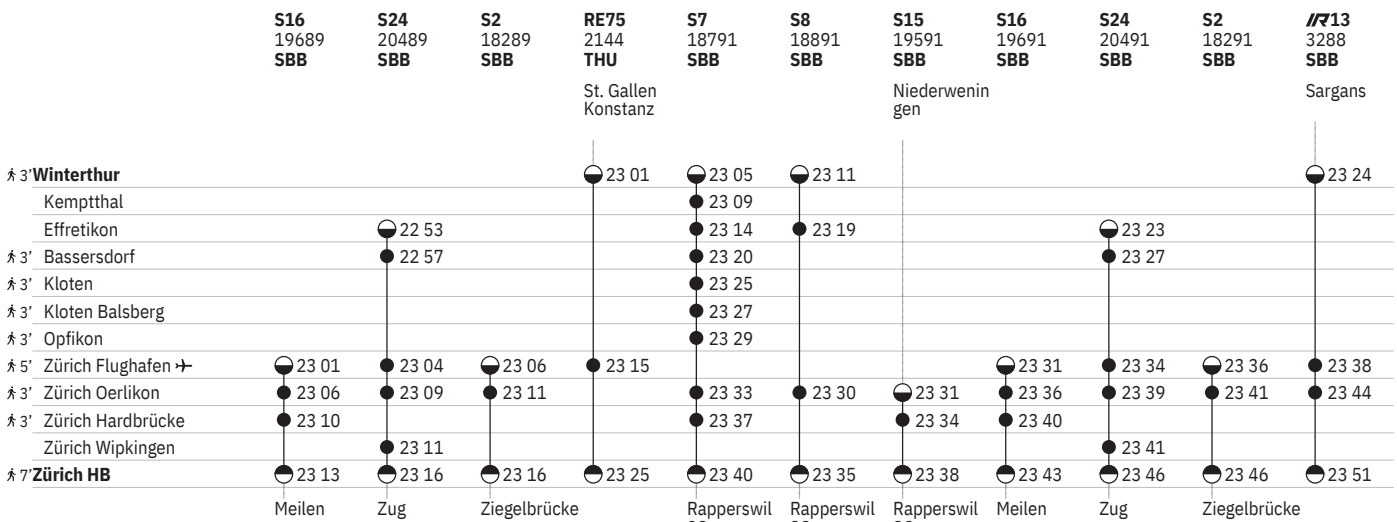 S16 S24 S2 RE75 S7 S8 S15 S16 S24 S2 IR13
19689 20489 18289 2144 18791 18891 19591 19691 20491 18291 3288
SBB SBB SBB THU SBB SBB SBB SBB SBB SBB SBB
St. Gallen Niederwenin Sargans
Konstanz gen
3' Winterthur 23 01 23 05 23 11 23 24
Kemptthal 23 09
Effretikon 22 53 23 14 23 19 23 23
3' Bassersdorf 22 57 23 20 23 27
3' Kloten 23 25
3' Kloten Balsberg 23 27
3' Opfikon 23 29
5' Zürich Flughafen 23 01 23 04 23 06 23 15 23 31 23 34 23 36 23 38
3' Zürich Oerlikon 23 06 23 09 23 11 23 33 23 30 23 31 23 36 23 39 23 41 23 44
3' Zürich Hardbrücke 23 10 23 37 23 34 23 40
Zürich Wipkingen 23 11 23 41
7' Zürich HB 23 13 23 16 23 16 23 25 23 40 23 35 23 38 23 43 23 46 23 46 23 51
Meilen Zug Ziegelbrücke Rapperswil Rapperswil Rapperswil Meilen Zug Ziegelbrücke